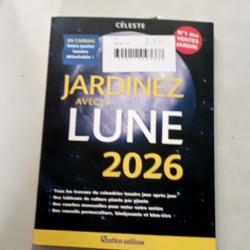 CÉLESTE
EN CADEAU
Votre poster
lunaire
détachable !
N°1 des
VENTES
JARDIN
JARDINEZ
AVEC LA
LUNE
2026
Tous les travaux du calendrier lunaire jour après jour
Des tableaux de culture plante par plante
Des courbes mensuelles pour noter votre météo
Des conseils permaculture, biodynamie et bien-être
Rustica éditions